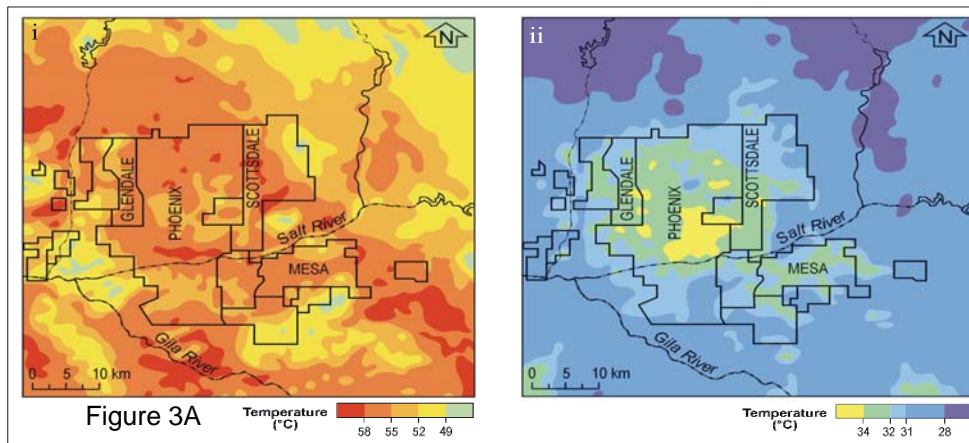 i
N
GLENDALE
PHOENIX
SCOTTSDALE
Salt River
MESA
Gila River
0 5 10 km
Figure 3A
Temperature
(°C)
58 55 52 49
ii
N
GLENDALE
PHOENIX
SCOTTSDALE
Salt River
MESA
Gila River
0 5 10 km
Temperature
(°C)
34 32 31 28